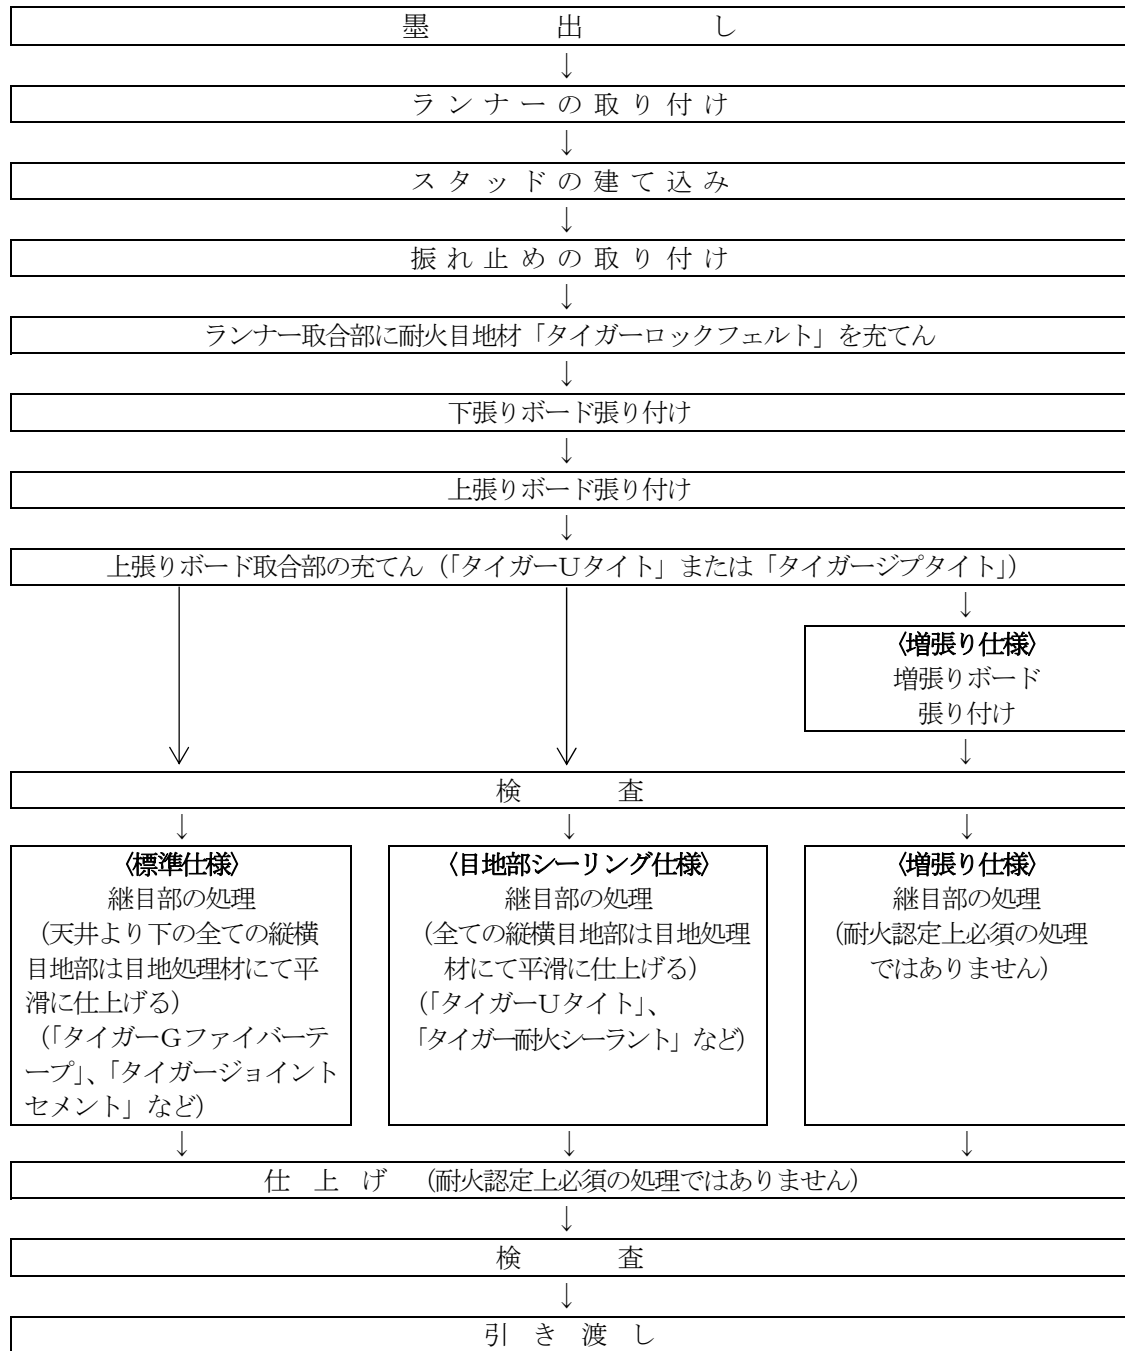 墨出し
↓
ランナーの取り付け
↓
スタッドの建て込み
↓
振れ止めの取り付け
↓
ランナー取合部に耐火目地材「タイガーロックフェルト」を充てん
↓
下張りボード張り付け
↓
上張りボード張り付け
↓
上張りボード取合部の充てん（「タイガーUタイト」または「タイガージプタイト」）
↓
〈増張り仕様〉
増張りボード
張り付け
↓
検査
↓ ↓ ↓
〈標準仕様〉
継目部の処理
（天井より下の全ての縦横
目地部は目地処理材にて平
滑に仕上げる）
（「タイガーGファイバーテ
ープ」、「タイガージョイント
セメント」など）
〈目地部シーリング仕様〉
継目部の処理
（全ての縦横目地部は目地処理
材にて平滑に仕上げる）
（「タイガーUタイト」、
「タイガー耐火シーラント」など）
〈増張り仕様〉
継目部の処理
（耐火認定上必須の処理
ではありません）
↓ ↓ ↓
仕上げ （耐火認定上必須の処理ではありません）
↓
検査
↓
引き渡し